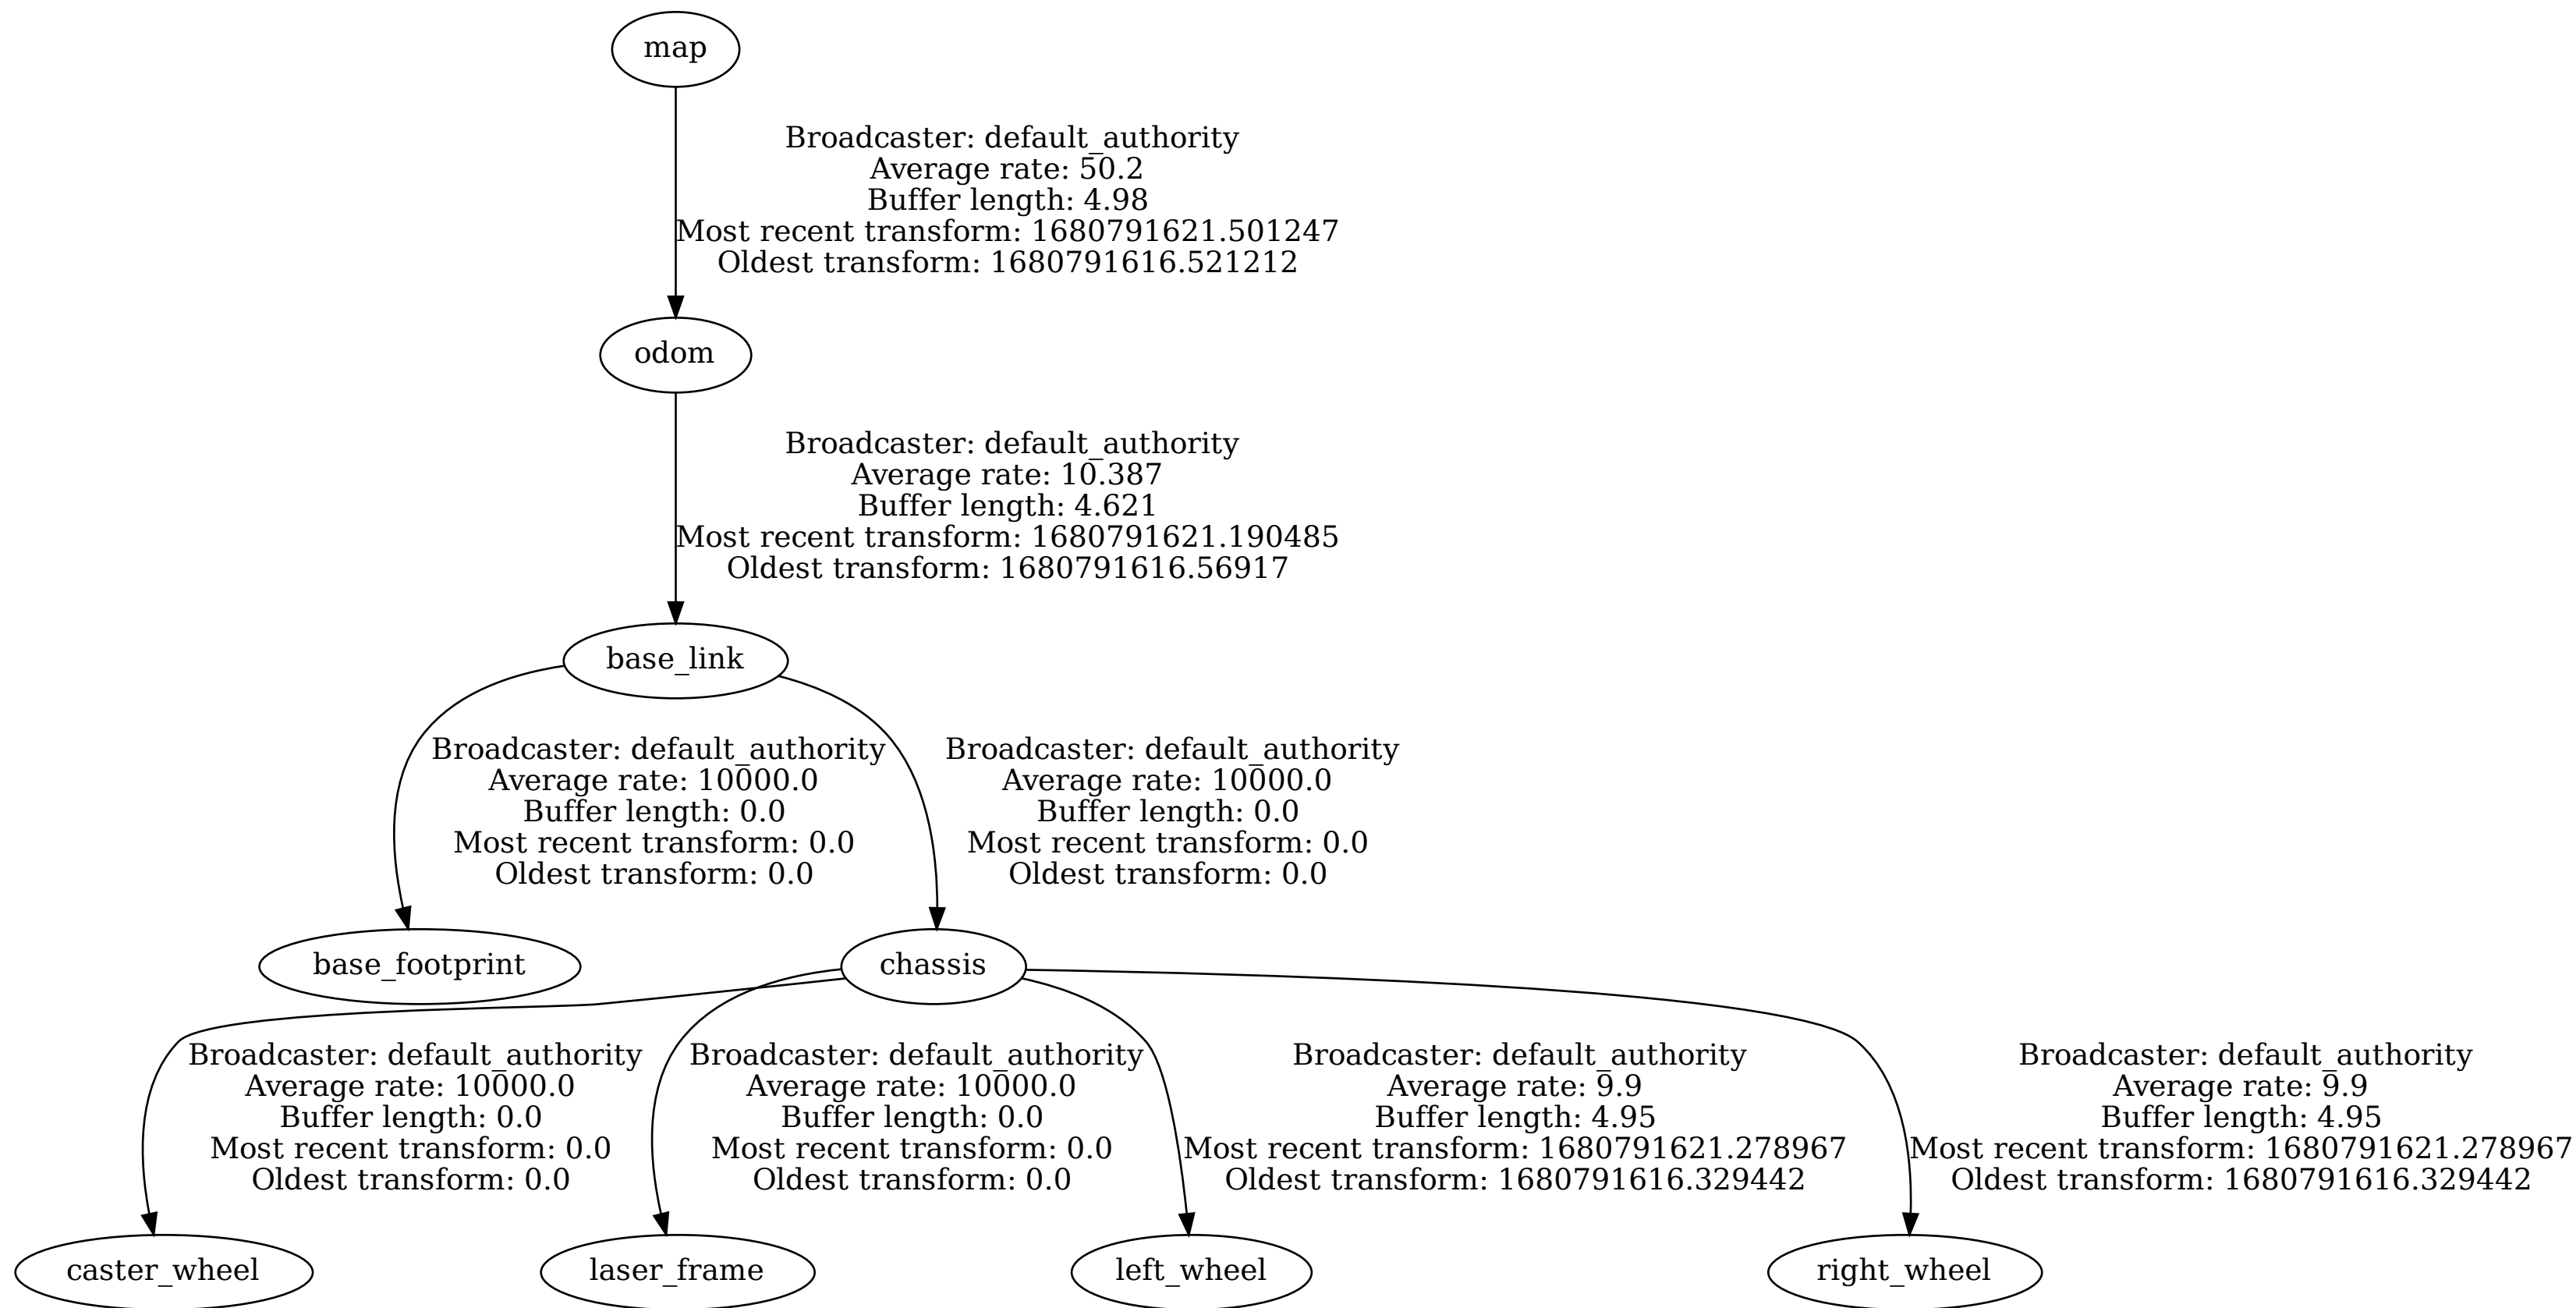 map
Broadcaster: default_authority
Average rate: 50.2
Buffer length: 4.98
Most recent transform: 1680791621.501247
Oldest transform: 1680791616.521212
odom
Broadcaster: default_authority
Average rate: 10.387
Buffer length: 4.621
Most recent transform: 1680791621.190485
Oldest transform: 1680791616.56917
base_link
Broadcaster: default_authority
Average rate: 10000.0
Buffer length: 0.0
Most recent transform: 0.0
Oldest transform: 0.0
Broadcaster: default_authority
Average rate: 10000.0
Buffer length: 0.0
Most recent transform: 0.0
Oldest transform: 0.0
base_footprint
chassis
Broadcaster: default_authority
Average rate: 10000.0
Buffer length: 0.0
Most recent transform: 0.0
Oldest transform: 0.0
Broadcaster: default_authority
Average rate: 10000.0
Buffer length: 0.0
Most recent transform: 0.0
Oldest transform: 0.0
Broadcaster: default_authority
Average rate: 9.9
Buffer length: 4.95
Most recent transform: 1680791621.278967
Oldest transform: 1680791616.329442
Broadcaster: default_authority
Average rate: 9.9
Buffer length: 4.95
Most recent transform: 1680791621.278967
Oldest transform: 1680791616.329442
caster_wheel
laser_frame
left_wheel
right_wheel